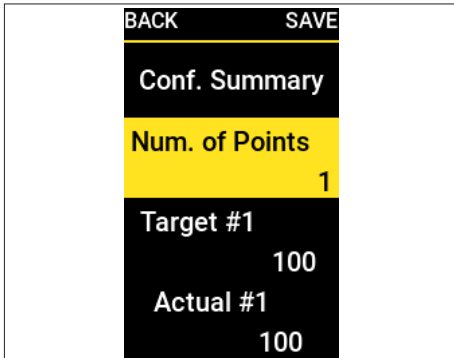 BACK SAVE
Conf. Summary
Num. of Points
1
Target #1
100
Actual #1
100